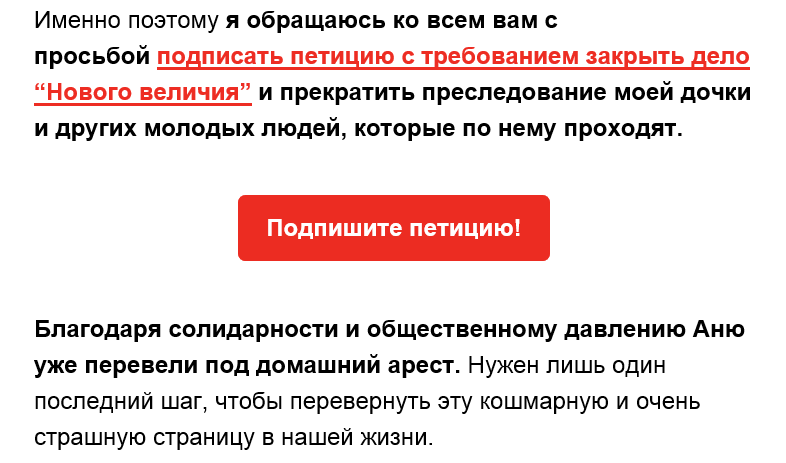 Именно поэтому я обращаюсь ко всем вам с
просьбой подписать петицию с требованием закрыть дело
“Нового величия” и прекратить преследование моей дочки
и других молодых людей, которые по нему проходят.
Подпишите петицию!
Благодаря солидарности и общественному давлению Аню
уже перевели под домашний арест. Нужен лишь один
последний шаг, чтобы перевернуть эту кошмарную и очень
страшную страницу в нашей жизни.